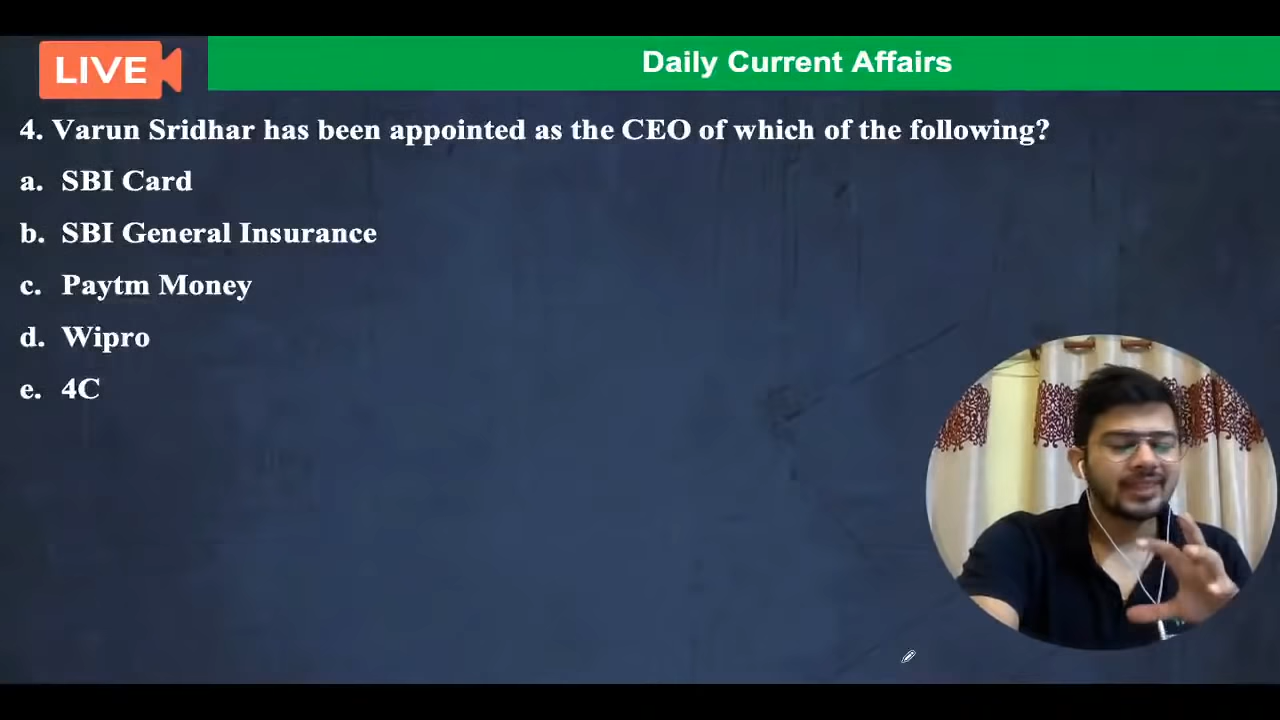 LIVE
Daily Current Affairs
4. Varun Sridhar has been appointed as the CEO of which of the following?
a. SBI Card
b. SBI General Insurance
c. Paytm Money
d. Wipro
e. 4C